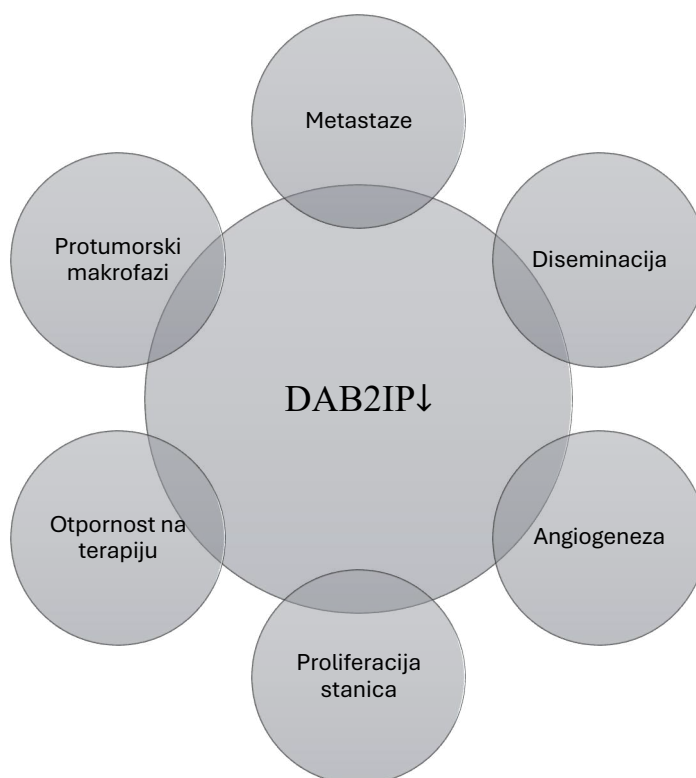 Metastaze
Protumorski
makrofazi
Diseminacija
DAB2IP↓
Otpornost na
terapiju
Angiogeneza
Proliferacija
stanica